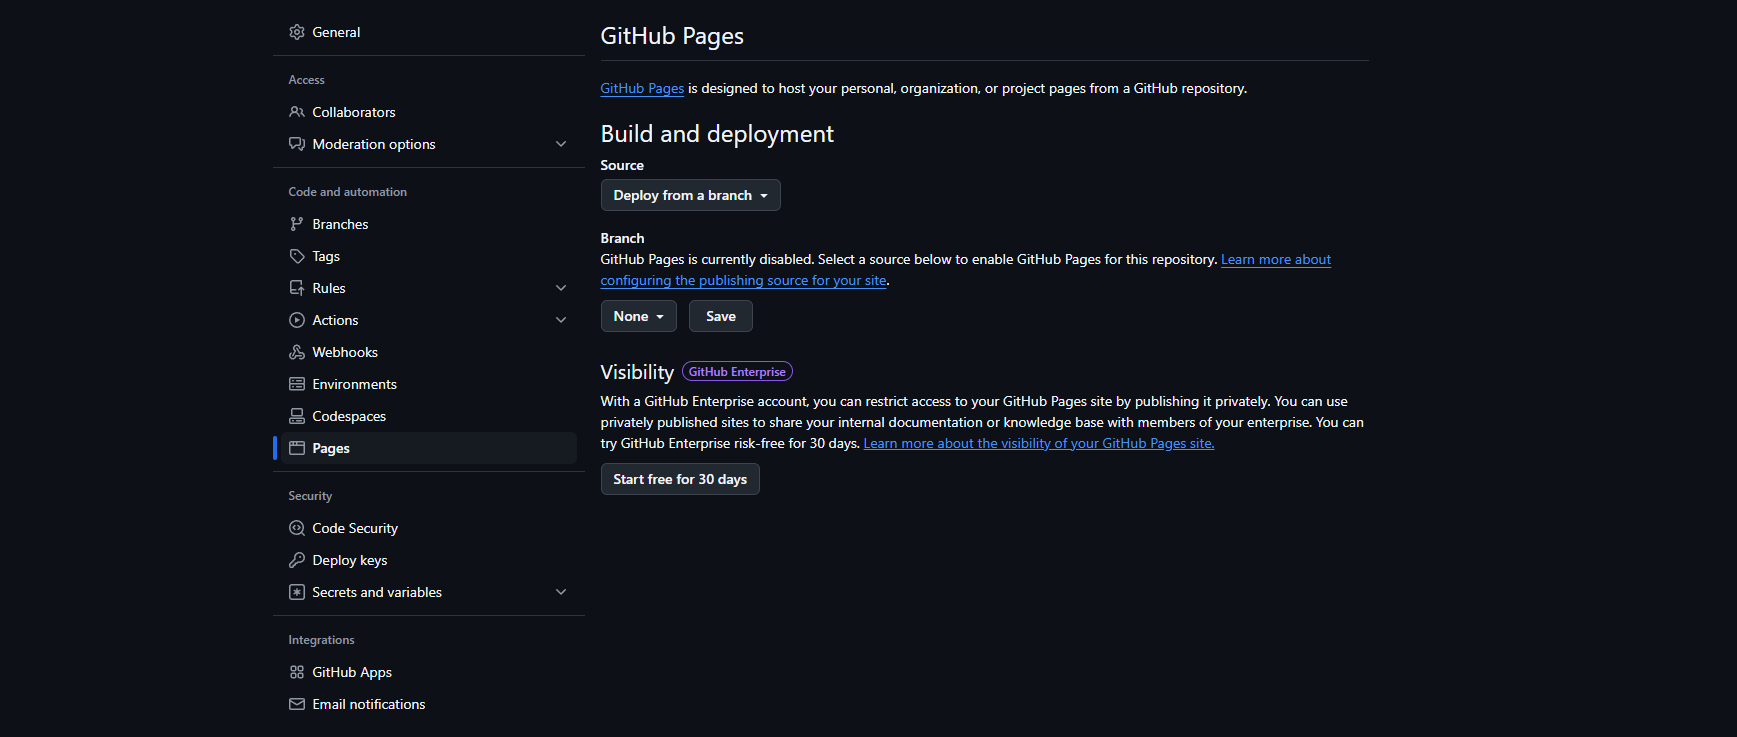 General
Access
Collaborators
Moderation options
Code and automation
Branches
Tags
Rules
Actions
Webhooks
Environments
Codespaces
Pages
Security
Code Security
Deploy keys
Secrets and variables
Integrations
GitHub Apps
Email notifications
GitHub Pages
GitHub Pages is designed to host your personal, organization, or project pages from a GitHub repository.
Build and deployment
Source
Deploy from a branch
Branch
GitHub Pages is currently disabled. Select a source below to enable GitHub Pages for this repository. Learn more about
configuring the publishing source for your site.
None Save
Visibility GitHub Enterprise
With a GitHub Enterprise account, you can restrict access to your GitHub Pages site by publishing it privately. You can use
privately published sites to share your internal documentation or knowledge base with members of your enterprise. You can
try GitHub Enterprise risk-free for 30 days. Learn more about the visibility of your GitHub Pages site.
Start free for 30 days